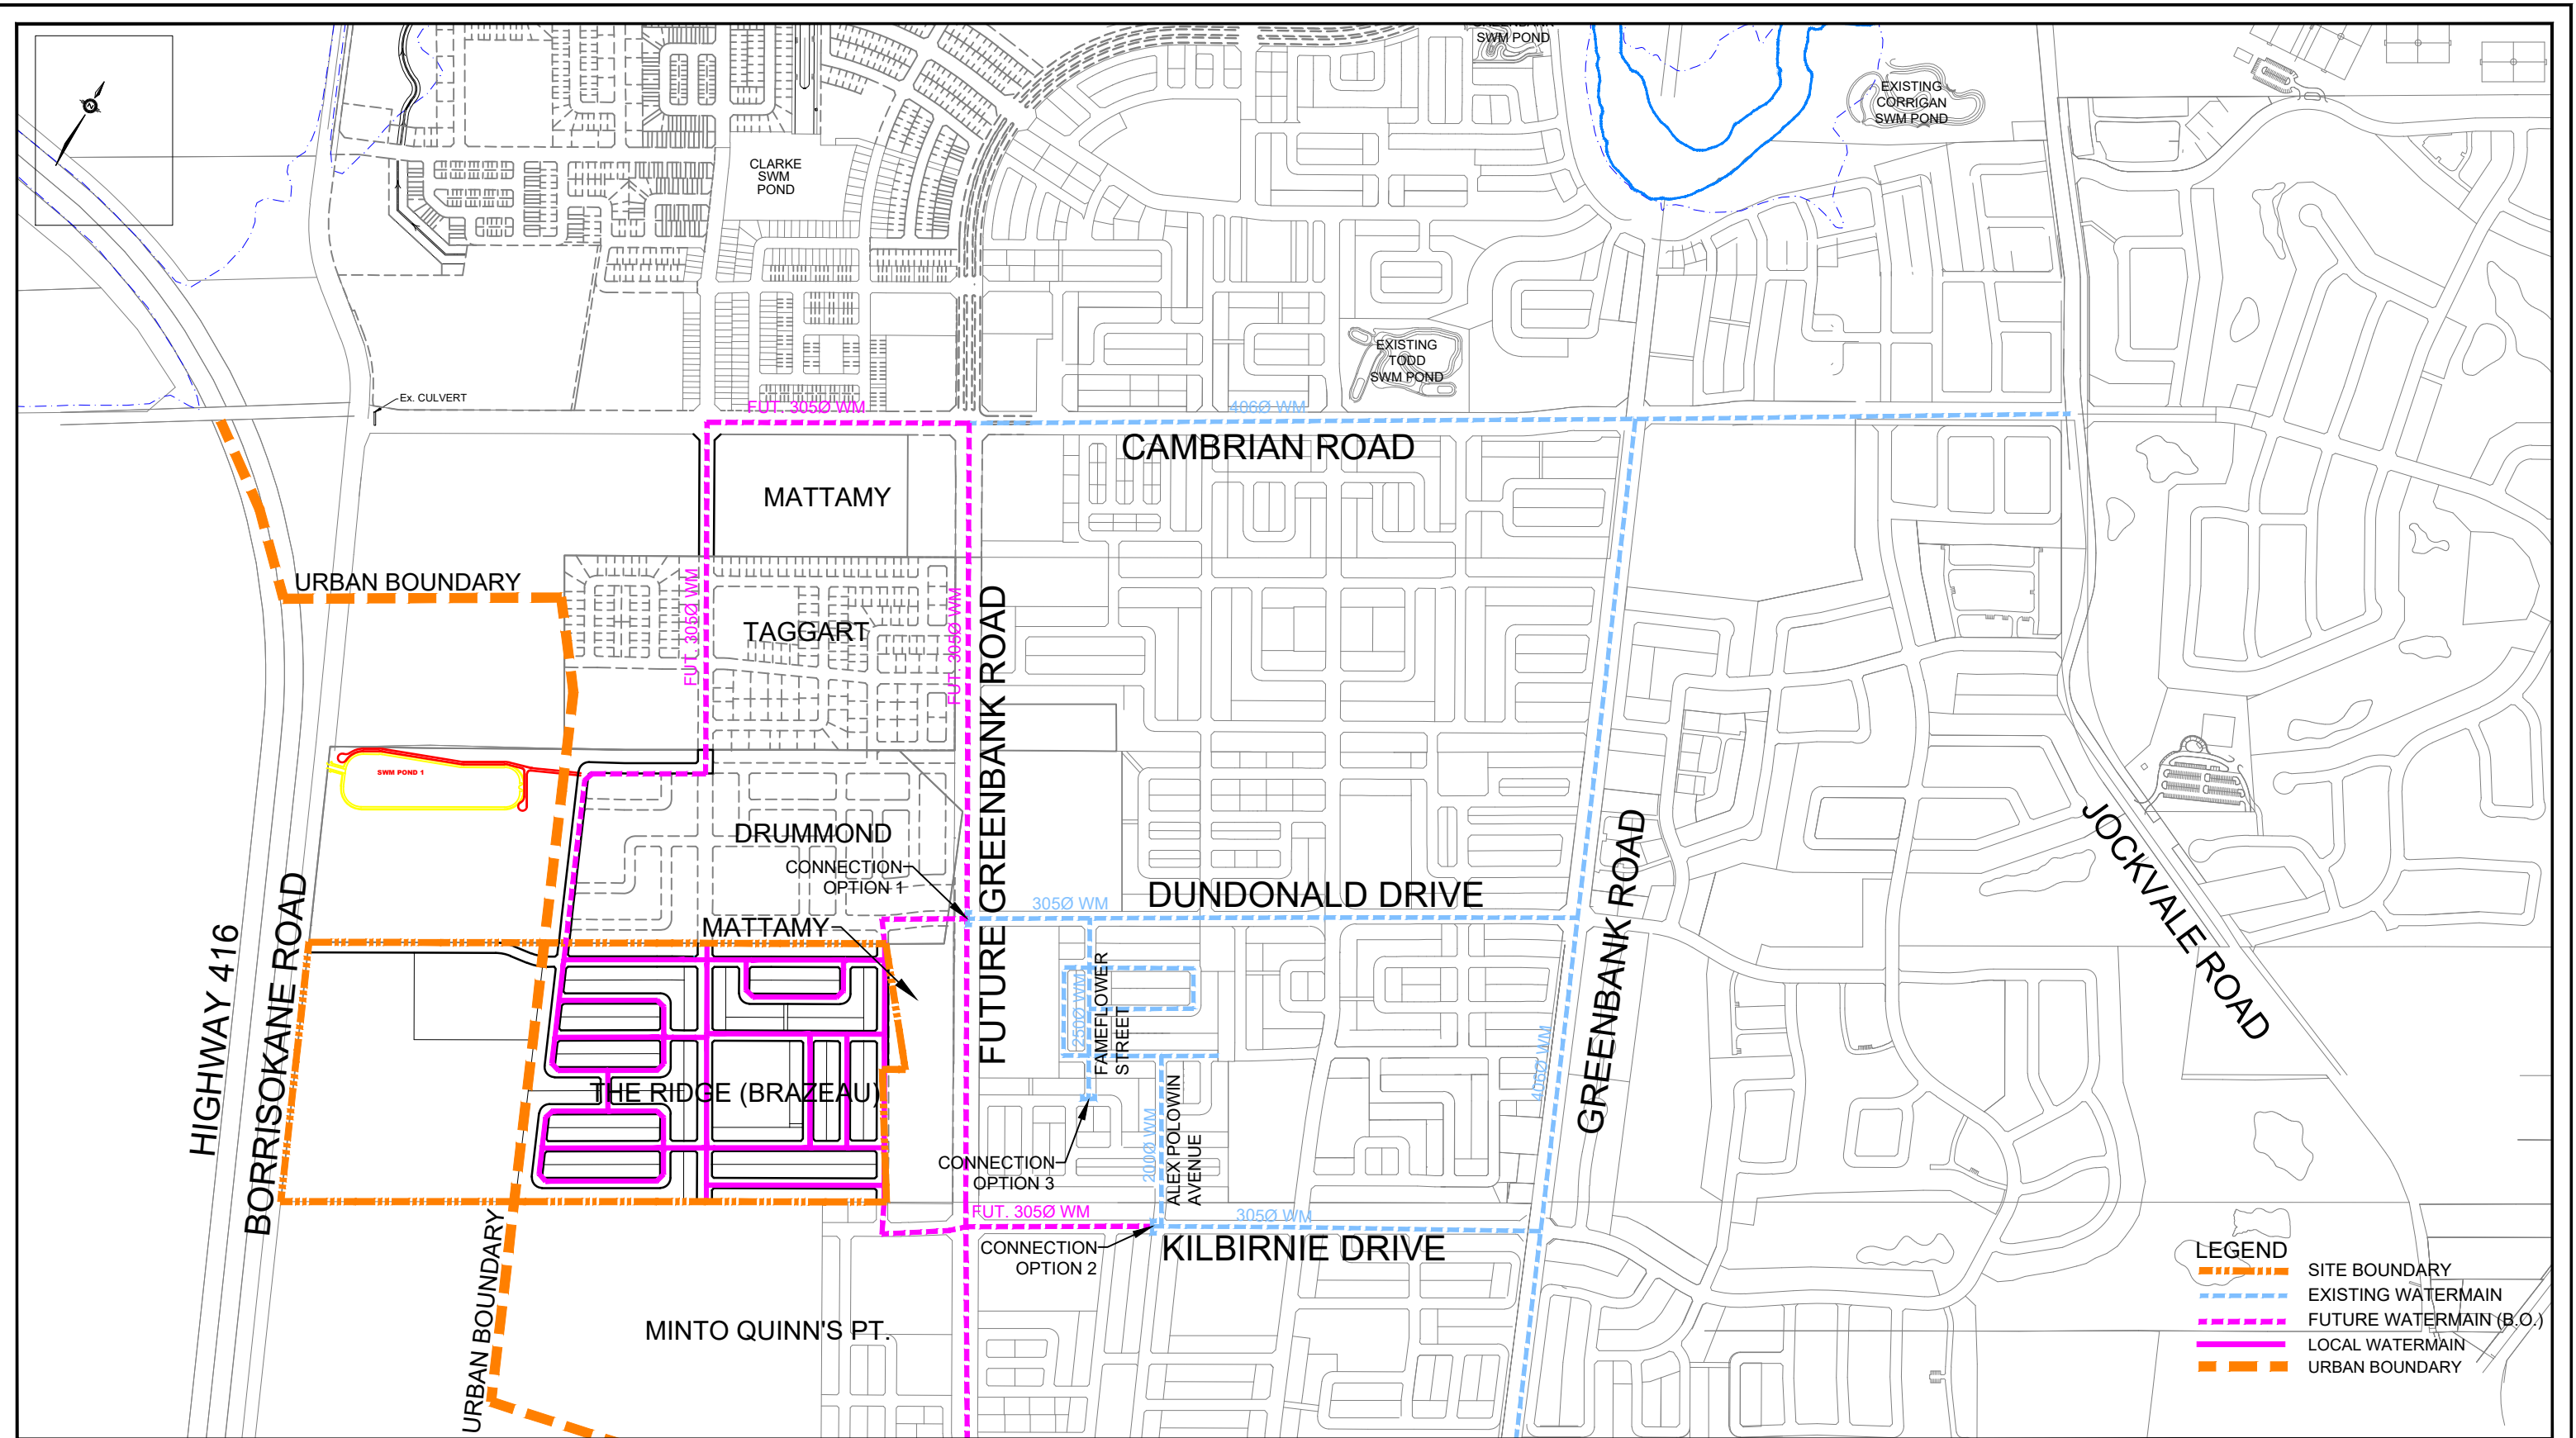 SWM POND
EXISTING
CORRIGAN
SWM POND
CLARKE
SWM
POND
EXISTING
TODD
SWM POND
Ex. CULVERT
FUT. 305Ø WM
406Ø WM
CAMBRIAN ROAD
MATTAMY
URBAN BOUNDARY
FUT. 305Ø WM
TAGGART
FUT. 305Ø WM
FUTURE GREENBANK ROAD
SWM POND 1
DRUMMOND
CONNECTION
OPTION 1
305Ø WM
DUNDONALD DRIVE
GREENBANK ROAD
JOCKVALE ROAD
MATTAMY
HIGHWAY 416
BORRISOKANE ROAD
250Ø WM
FAMEFLOWER
STREET
406Ø WM
THE RIDGE (BRAZEAU)
200Ø WM
ALEX POLOWIN
AVENUE
CONNECTION
OPTION 3
FUT. 305Ø WM
305Ø WM
CONNECTION
OPTION 2
KILBIRNIE DRIVE
URBAN BOUNDARY
MINTO QUINN'S PT.
LEGEND
SITE BOUNDARY
EXISTING WATERMAIN
FUTURE WATERMAIN (B.O.)
LOCAL WATERMAIN
URBAN BOUNDARY